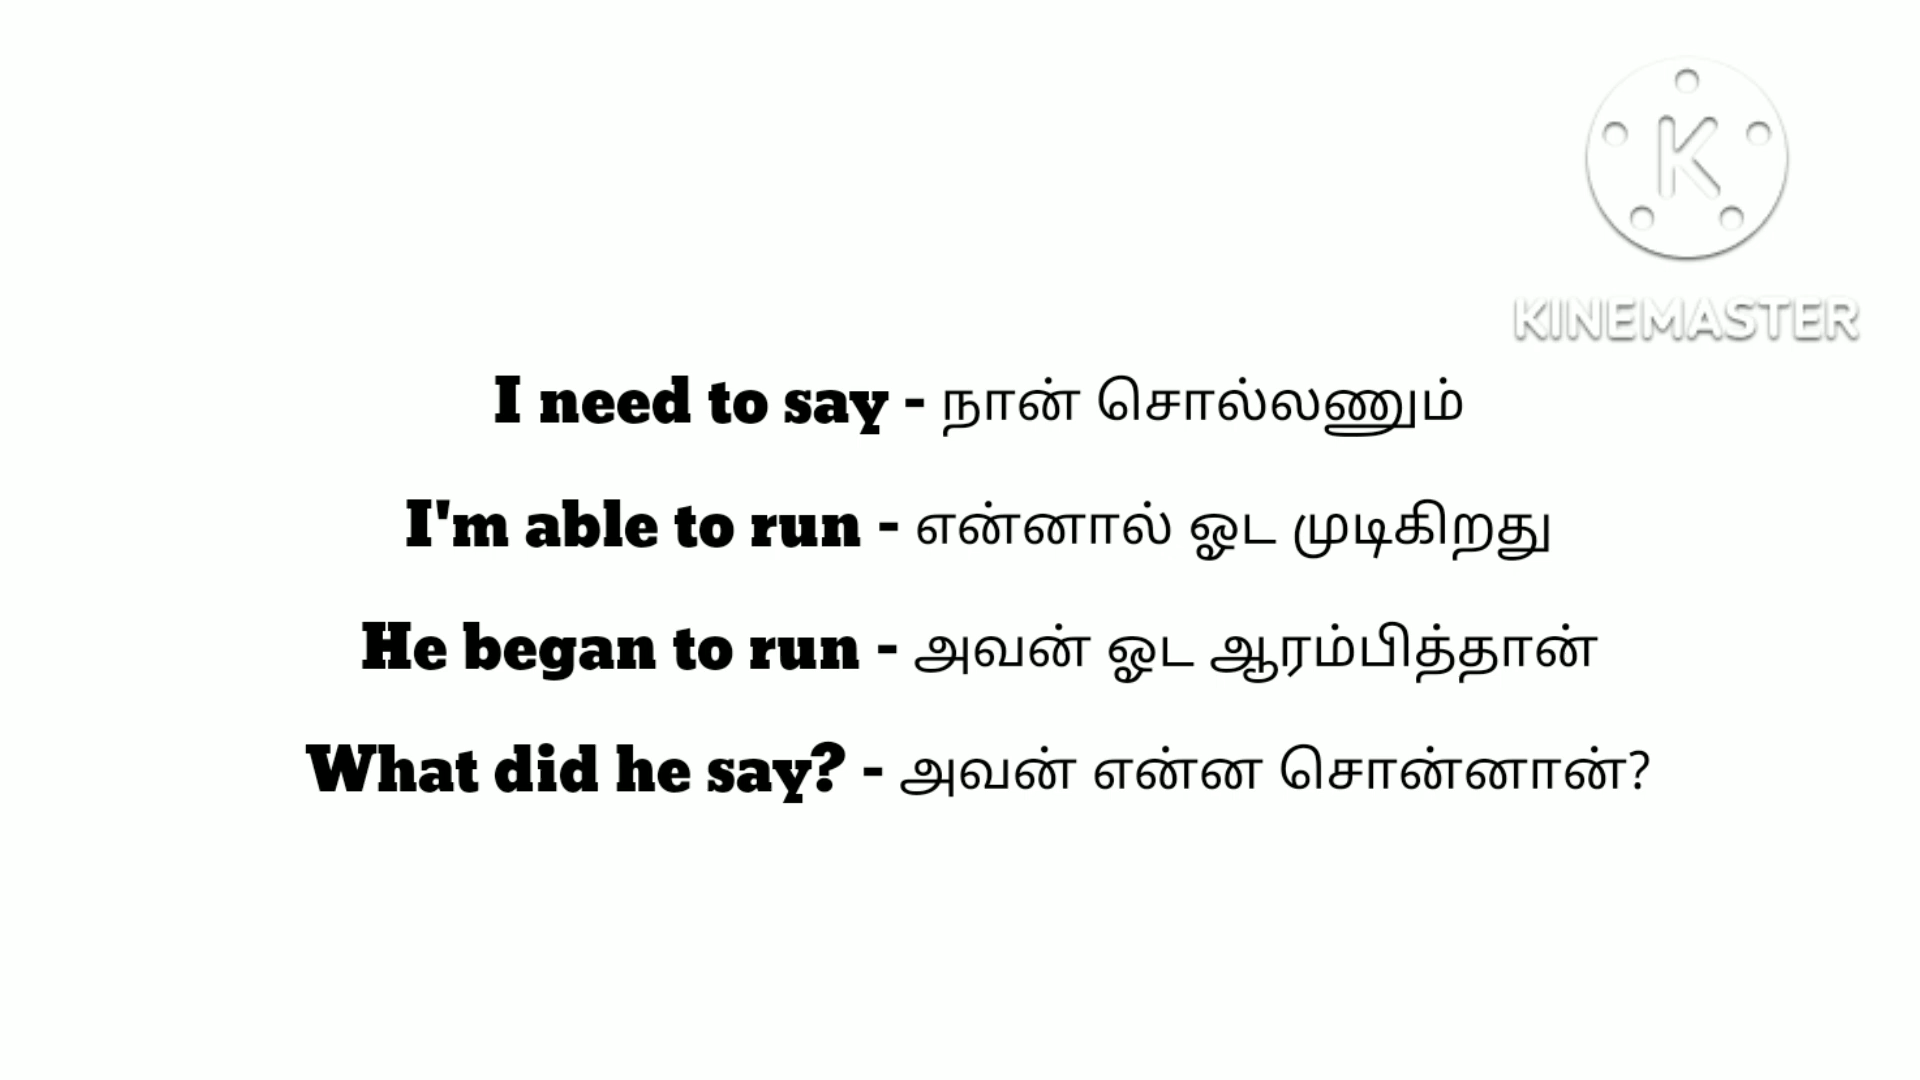 KINEMASTER
I need to say - நான் சொல்லணும்
I'm able to run - என்னால் ஓட முடிகிறது
He began to run - அவன் ஓட ஆரம்பித்தான்
What did he say? - அவன் என்ன சொன்னான்?